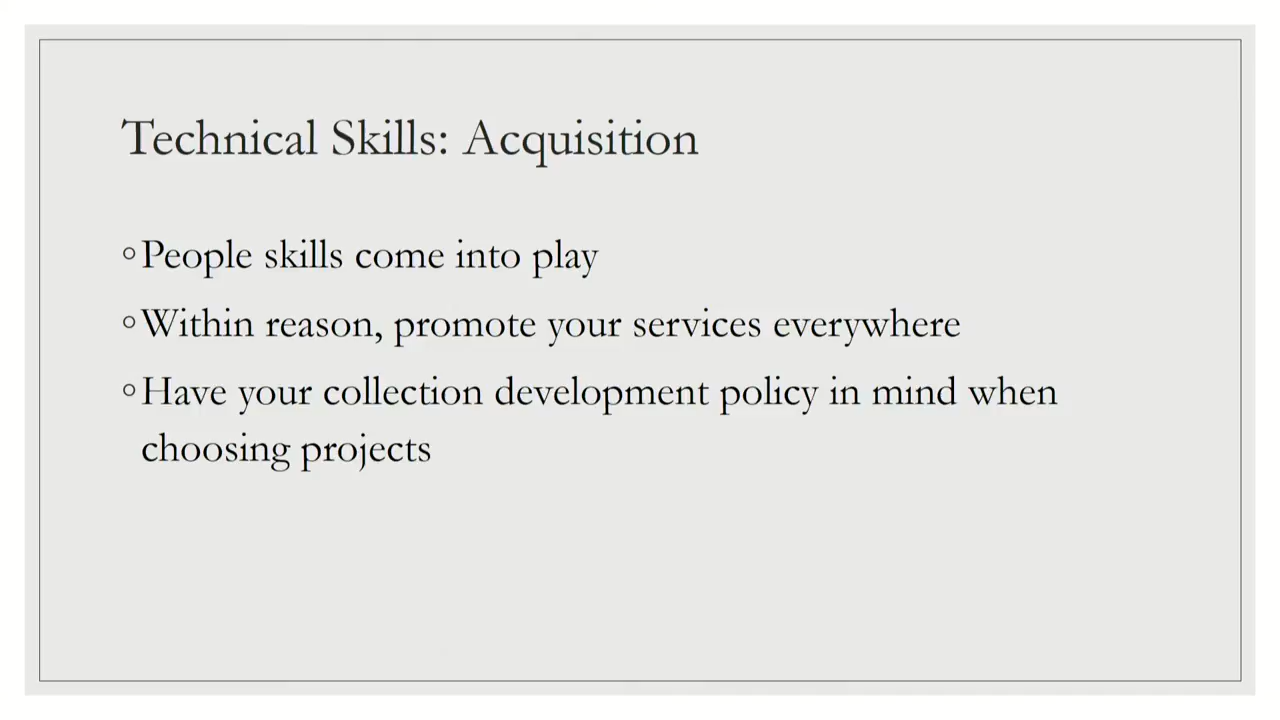 Technical Skills: Acquisition
◦People skills come into play
◦Within reason, promote your services everywhere
◦Have your collection development policy in mind when
choosing projects